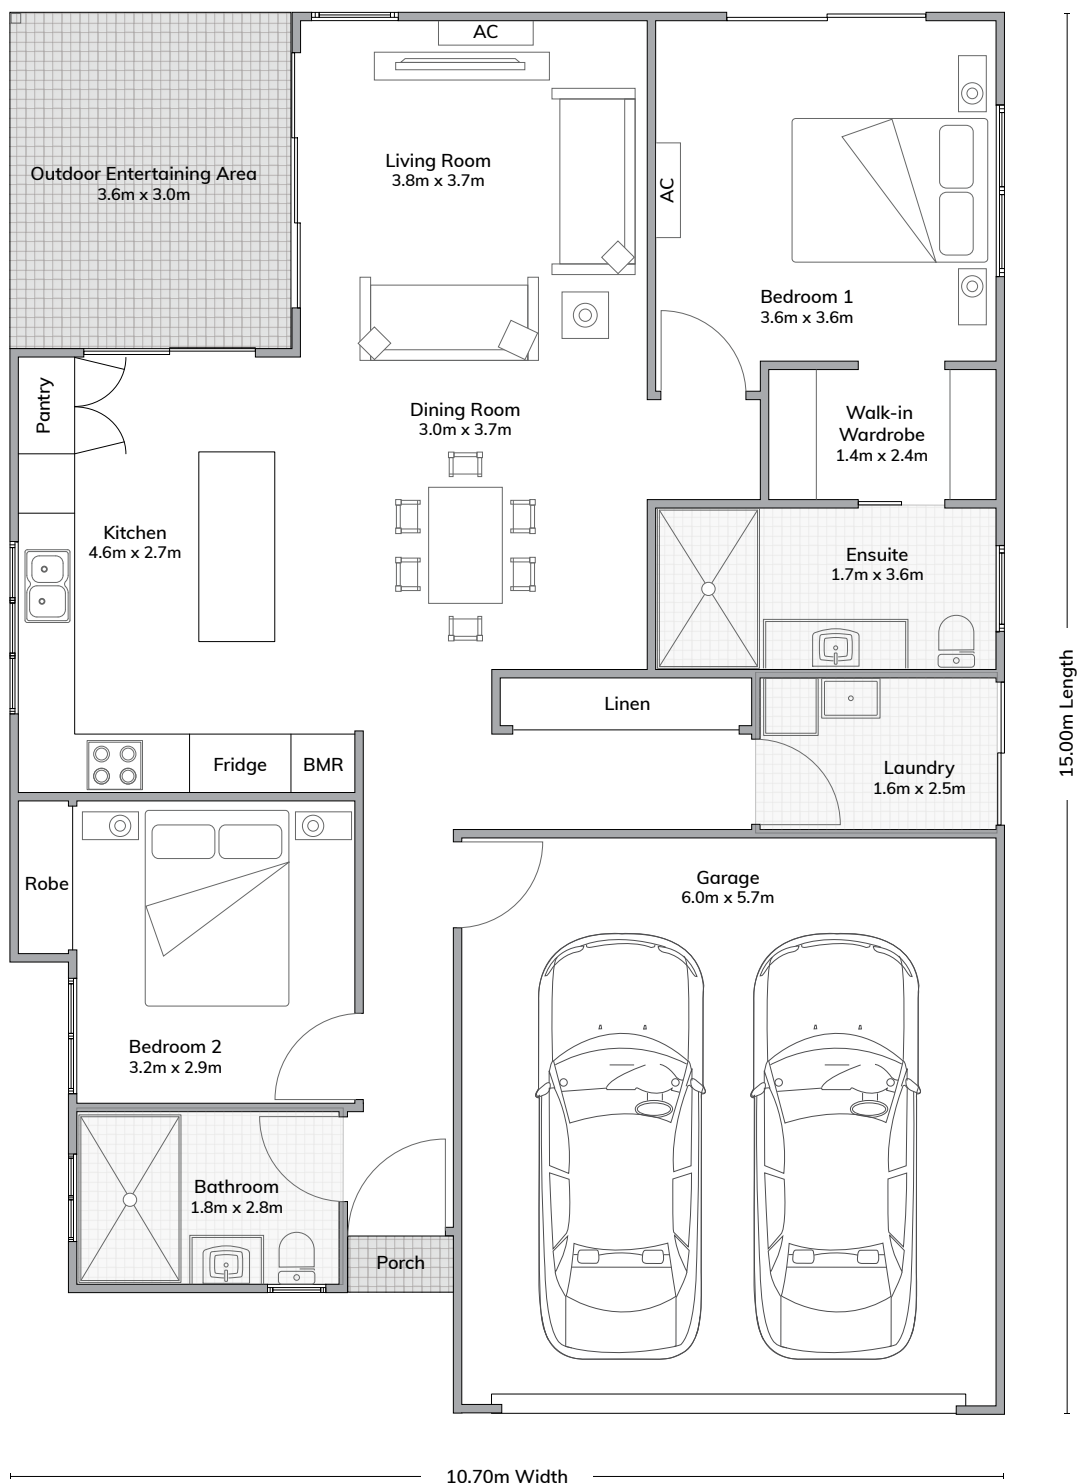 AC
Outdoor Entertaining Area
3.6m x 3.0m
Living Room
3.8m x 3.7m
AC
Bedroom 1
3.6m x 3.6m
Pantry
Dining Room
3.0m x 3.7m
Walk-in
Wardrobe
1.4m x 2.4m
Kitchen
4.6m x 2.7m
Ensuite
1.7m x 3.6m
Linen
Fridge
BMR
Laundry
1.6m x 2.5m
15.00m Length
Robe
Garage
6.0m x 5.7m
Bedroom 2
3.2m x 2.9m
Bathroom
1.8m x 2.8m
Porch
10.70m Width